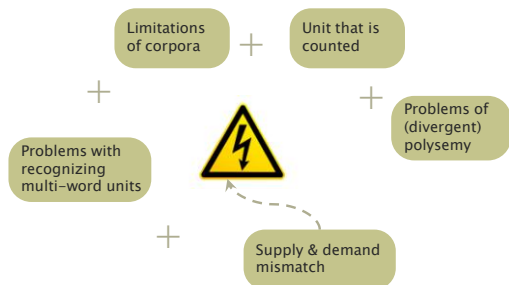 Limitations
of corpora
Unit that is
counted
Problems of
(divergent)
polysemy
Problems with
recognizing
mult-word units
Supply & demand
mismatch